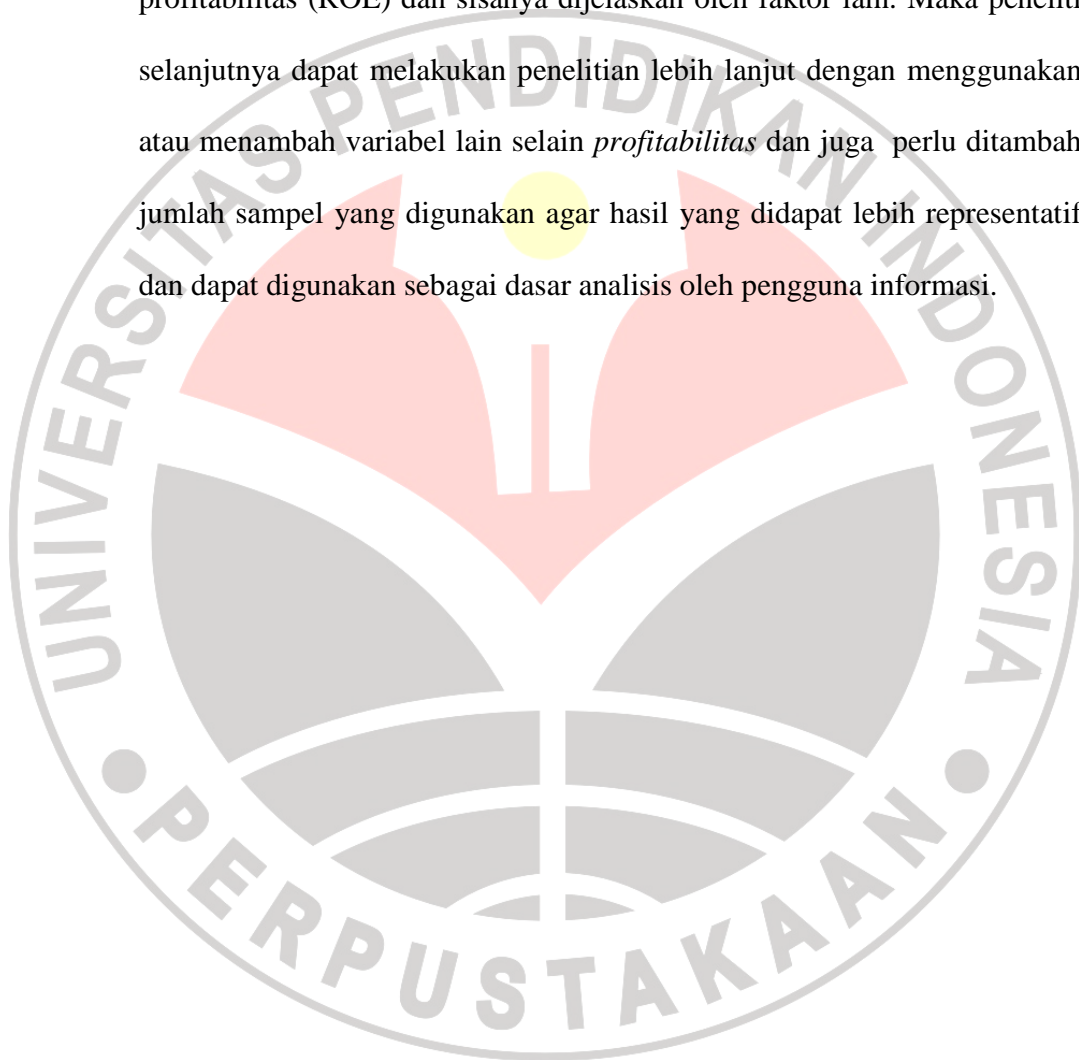 profitabilitas (ROE) dan sisanya dijelaskan oleh faktor lain. Maka peneliti
selanjutnya dapat melakukan penelitian lebih lanjut dengan menggunakan
atau menambah variabel lain selain profitabilitas dan juga perlu ditambah
jumlah sampel yang digunakan agar hasil yang didapat lebih representatif
dan dapat digunakan sebagai dasar analisis oleh pengguna informasi.
UNIVERSITAS PENDIDIKAN INDONESIA
PERPUSTAKAAN